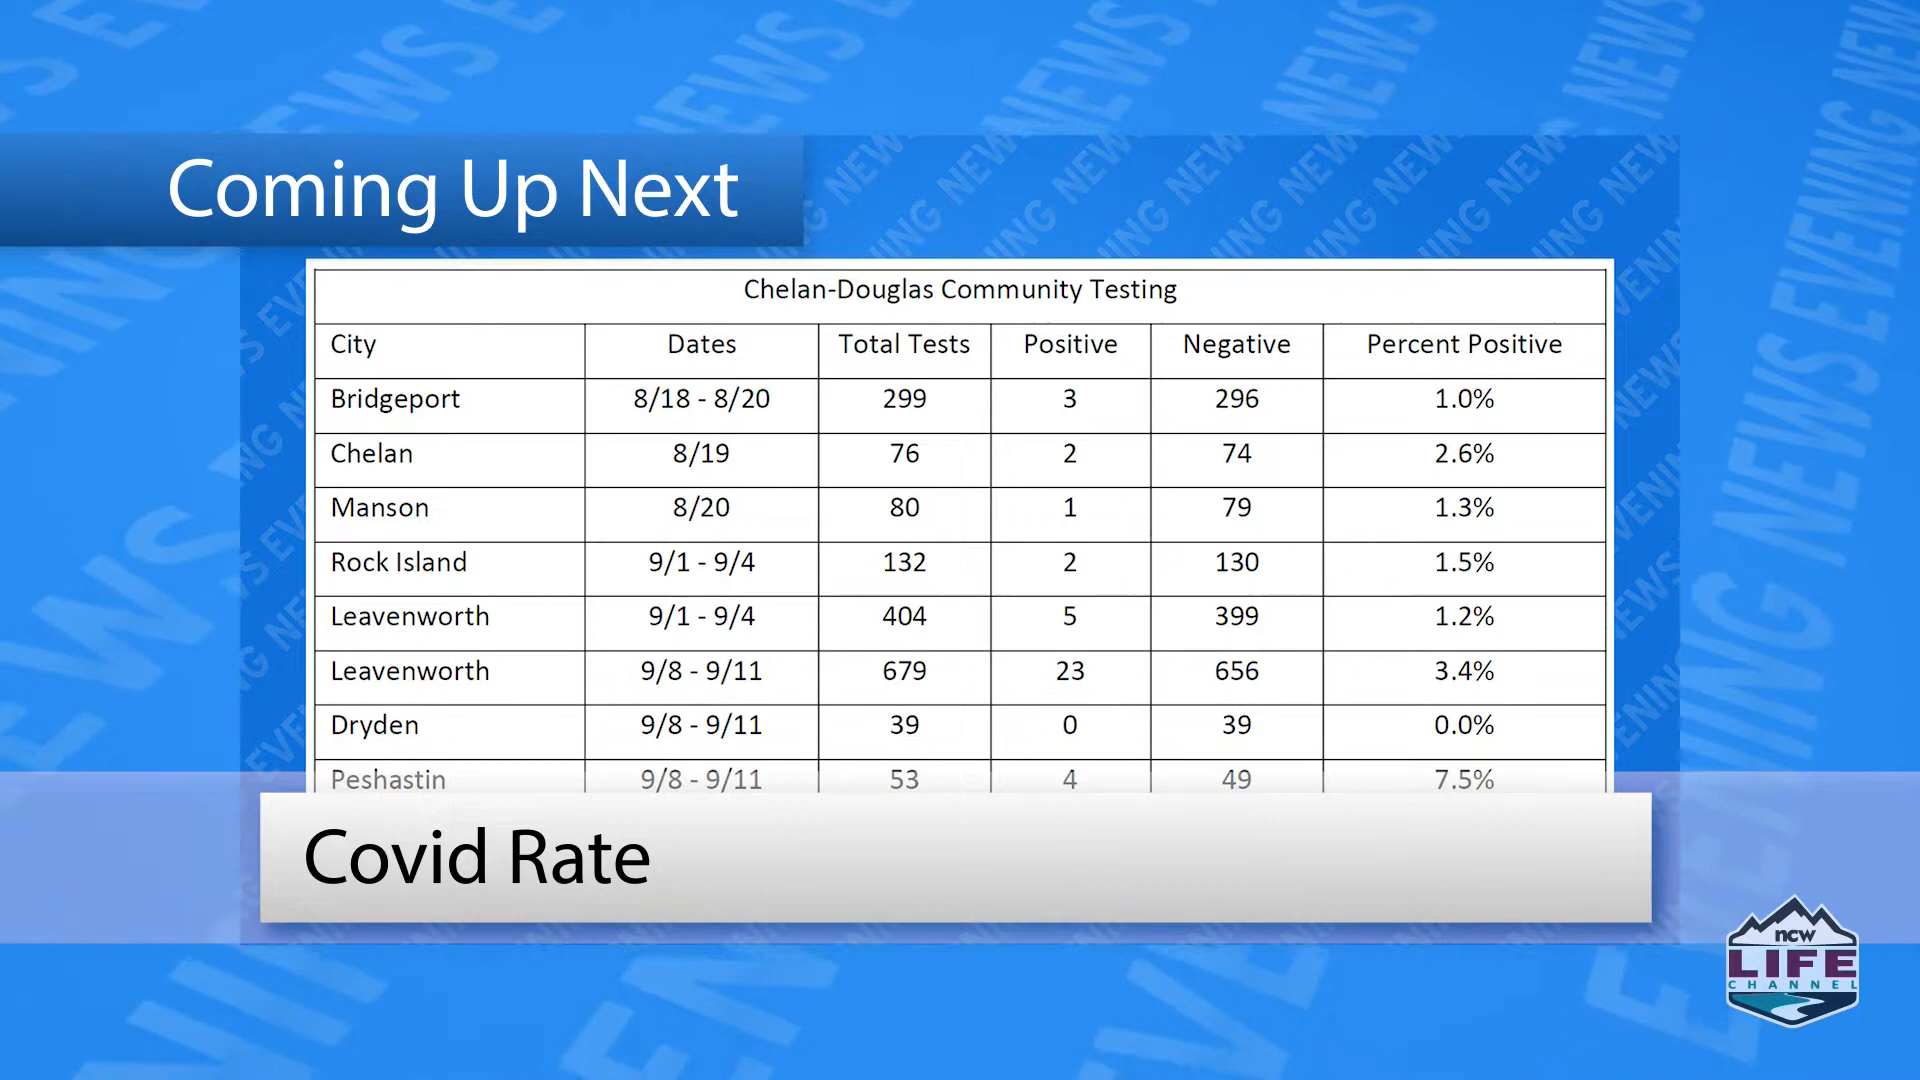 Coming Up Next
Chelan-Douglas Community Testing
City Dates Total Tests Positive Negative Percent Positive
Bridgeport 8/18 - 8/20 299 3 296 1.0%
Chelan 8/19 76 2 74 2.6%
Manson 8/20 80 1 79 1.3%
Rock Island 9/1 - 9/4 132 2 130 1.5%
Leavenworth 9/1 - 9/4 404 5 399 1.2%
Leavenworth 9/8 - 9/11 679 23 656 3.4%
Dryden 9/8 - 9/11 39 0 39 0.0%
Peshastin 9/8 - 9/11 53 4 49 7.5%
Covid Rate
ncw
LIFE
CHANNEL
EVENING NEWS